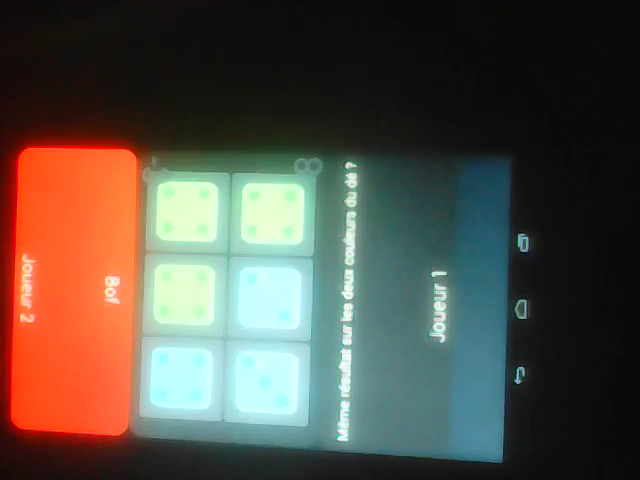 Bof.
Joueur 2
Même résultat sur les deux couleurs du dé ?
Joueur 1